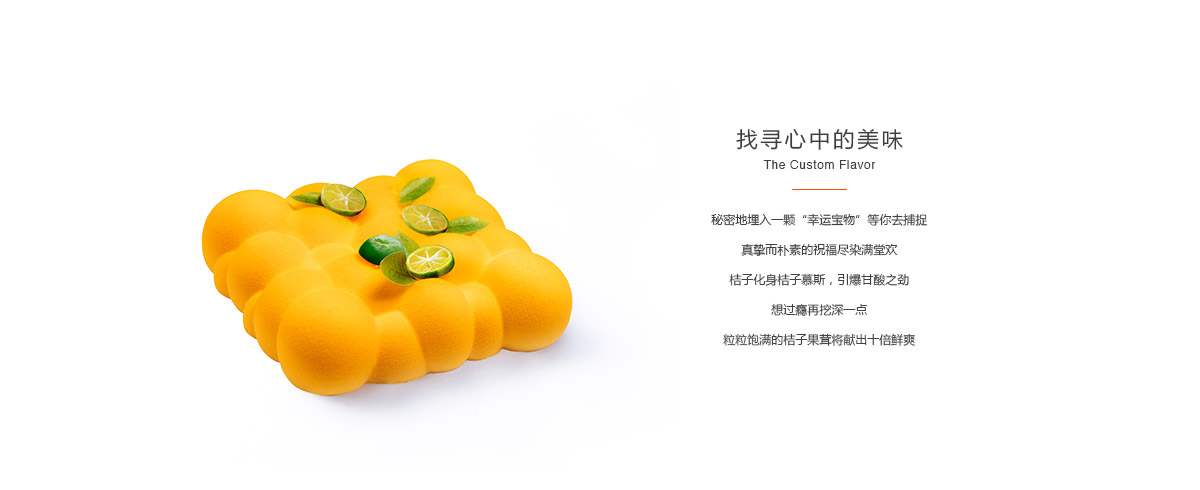 找寻心中的美味
The Custom Flavor
秘密地埋入一颗“幸运宝物”等你去捕捉
真挚而朴素的祝福尽染满堂欢
桔子化身桔子慕斯，引爆甘酸之劲
想过瘾再挖深一点
粒粒饱满的桔子果茸将献出十倍鲜爽